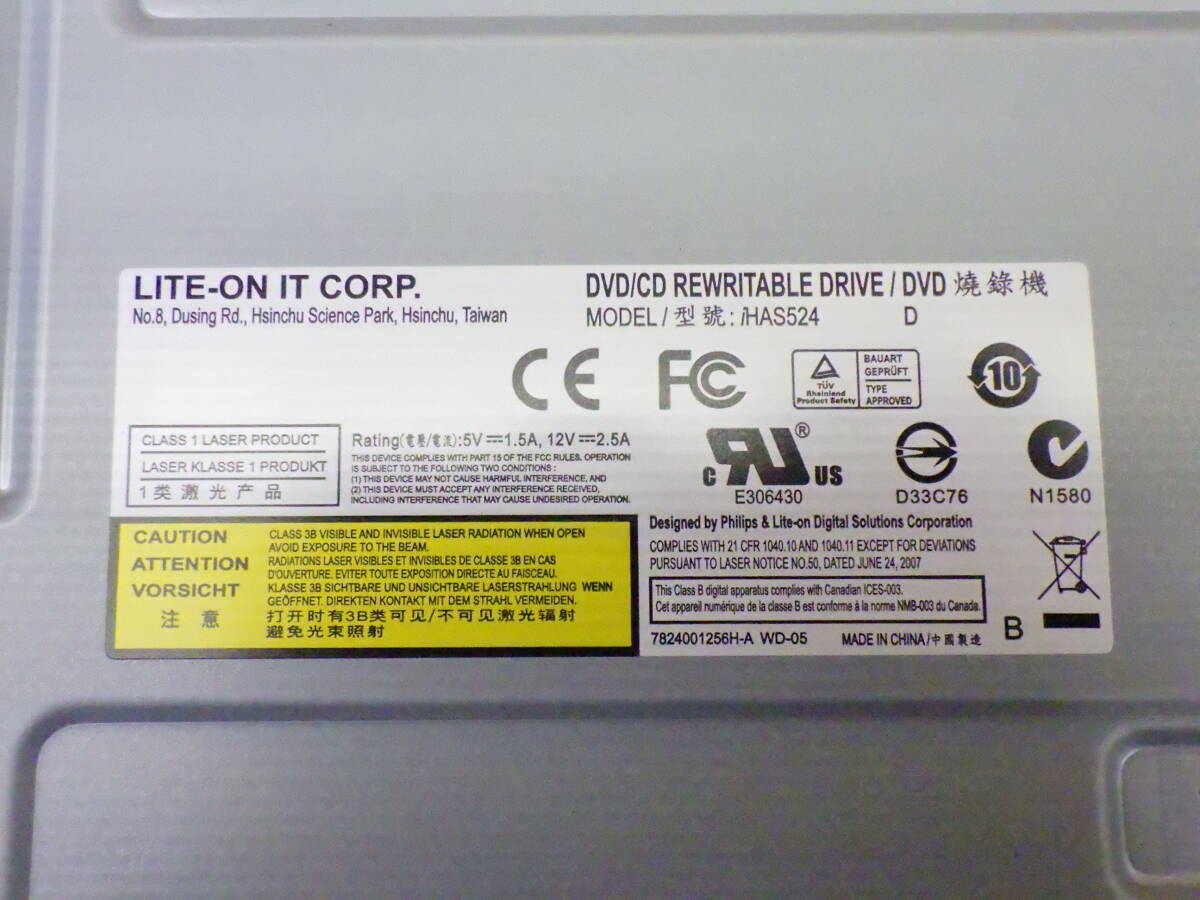 LITE-ON IT CORP.
No.8, Dusing Rd., Hsinchu Science Park, Hsinchu, Taiwan
DVD/CD REWRITABLE DRIVE / DVD 燒錄機
MODEL / 型號: iHAS524 D
CE
FC
TÜV
Rheinland
Product Safety
BAUART
GEPRÜFT
TYPE
APPROVED
10
CLASS 1 LASER PRODUCT
LASER KLASSE 1 PRODUKT
1 类 激 光 产 品
Rating(電壓/電流):5V⎓1.5A, 12V⎓2.5A
THIS DEVICE COMPLIES WITH PART 15 OF THE FCC RULES. OPERATION
IS SUBJECT TO THE FOLLOWING TWO CONDITIONS :
(1) THIS DEVICE MAY NOT CAUSE HARMFUL INTERFERENCE, AND
(2) THIS DEVICE MUST ACCEPT ANY INTERFERENCE RECEIVED,
INCLUDING INTERFERENCE THAT MAY CAUSE UNDESIRED OPERATION.
c RU US ®
E306430
D33C76
N1580
CAUTION
CLASS 3B VISIBLE AND INVISIBLE LASER RADIATION WHEN OPEN
AVOID EXPOSURE TO THE BEAM.
ATTENTION
RADIATIONS LASER VISIBLES ET INVISIBLES DE CLASSE 3B EN CAS
D'OUVERTURE. EVITER TOUTE EXPOSITION DIRECTE AU FAISCEAU.
VORSICHT
KLASSE 3B SICHTBARE UND UNSICHTBARE LASERSTRAHLUNG WENN
GEÖFFNET. DIREKTEN KONTAKT MIT DEM STRAHL VERMEIDEN.
注 意
打开时有3B类可见/不可见激光辐射
避免光束照射
Designed by Philips & Lite-on Digital Solutions Corporation
COMPLIES WITH 21 CFR 1040.10 AND 1040.11 EXCEPT FOR DEVIATIONS
PURSUANT TO LASER NOTICE NO.50, DATED JUNE 24, 2007
This Class B digital apparatus complies with Canadian ICES-003.
Cet appareil numérique de la classe B est conforme à la norme NMB-003 du Canada.
7824001256H-A WD-05
MADE IN CHINA/中國製造
B